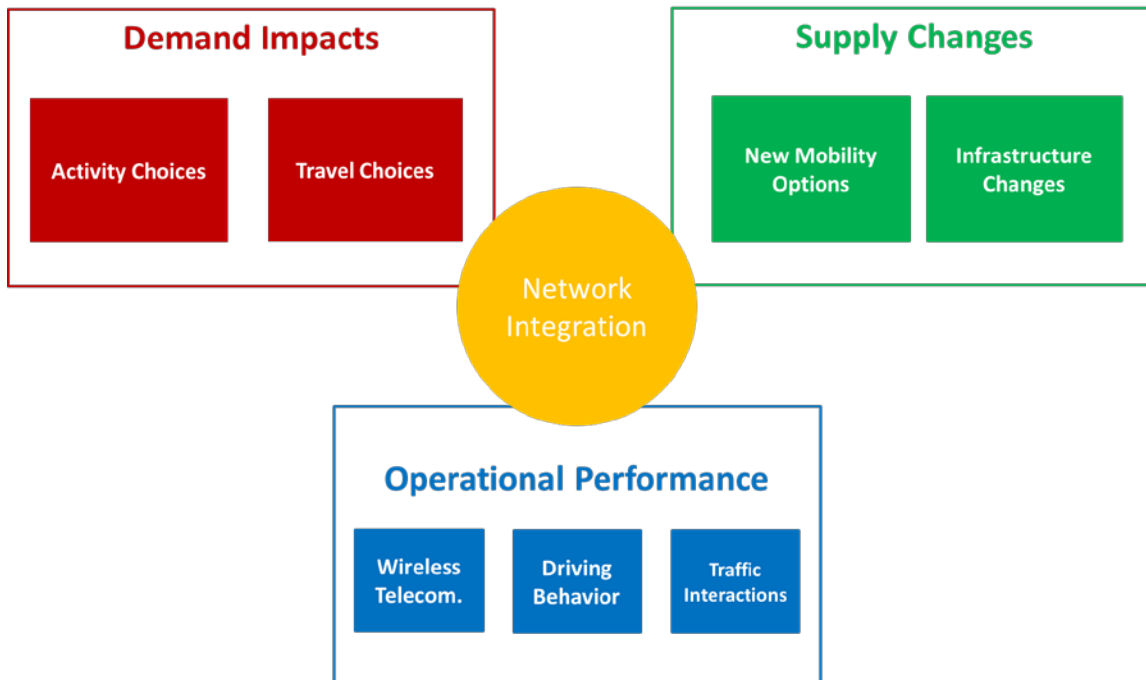 Demand Impacts
Activity Choices
Travel Choices
Supply Changes
New Mobility
Options
Infrastructure
Changes
Network
Integration
Operational Performance
Wireless
Telecom.
Driving
Behavior
Traffic
Interactions